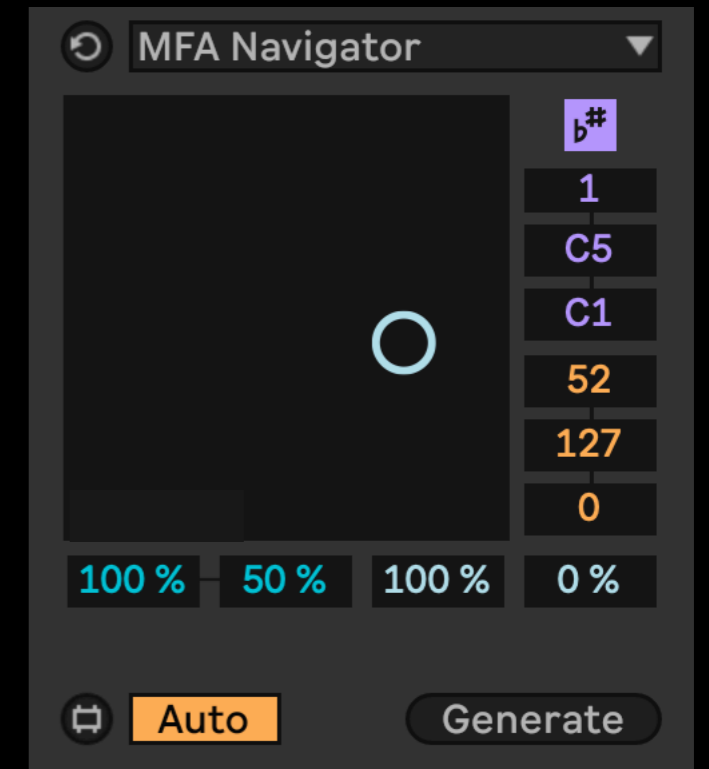 MFA Navigator
♭#
1
C5
C1
52
127
0
100 % 50 % 100 % 0 %
Auto Generate